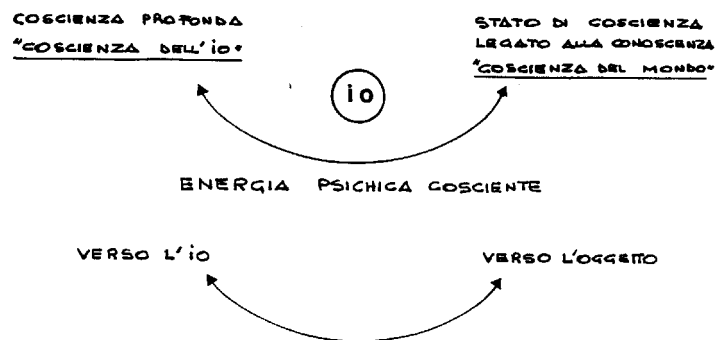 COSCIENZA PROFONDA
"COSCIENZA DELL' iO"
STATO DI COSCIENZA
LEGATO ALLA CONOSCENZA
"COSCIENZA DEL MONDO"
io
ENERGIA PSICHICA COSCIENTE
VERSO L' iO
VERSO L'OGGETTO